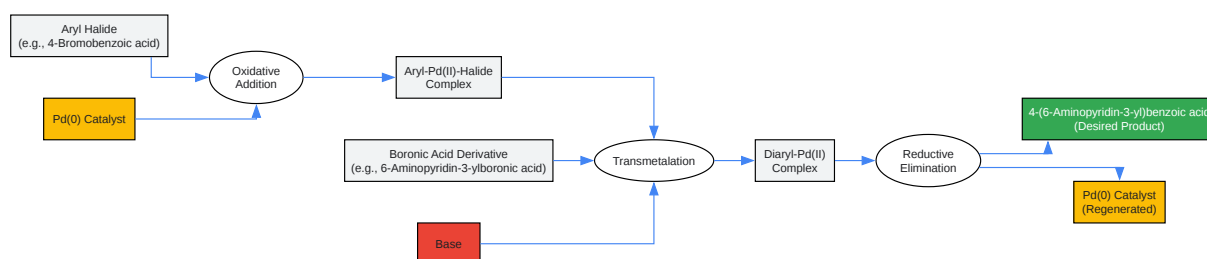 Aryl Halide
(e.g., 4-Bromobenzoic acid)
Oxidative
Addition
Pd(0) Catalyst
Aryl-Pd(II)-Halide
Complex
Boronic Acid Derivative
(e.g., 6-Aminopyridin-3-ylboronic acid)
Base
Transmetalation
Diaryl-Pd(II)
Complex
Reductive
Elimination
4-(6-Aminopyridin-3-yl)benzoic acid
(Desired Product)
Pd(0) Catalyst
(Regenerated)